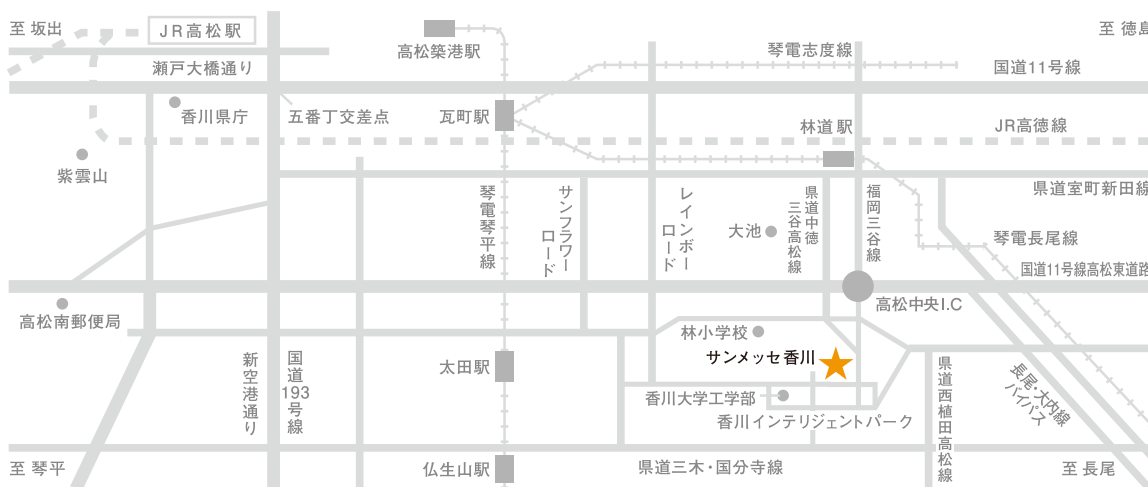 至 坂出
JR高松駅
高松築港駅
琴電志度線
至 徳島
瀬戸大橋通り
国道11号線
香川県庁
五番丁交差点
瓦町駅
林道駅
JR高徳線
紫雲山
県道室町新田線
琴電琴平線
サンフラワー
ロード
レインボー
ロード
大池
県道中徳
三谷高松線
福岡三谷線
琴電長尾線
国道11号線高松東道路
高松南郵便局
高松中央I.C
林小学校
サンメッセ香川
新空港通り
国道193号線
太田駅
香川大学工学部
香川インテリジェントパーク
県道西植田高松線
長尾・大内線
バイパス
至 琴平
仏生山駅
県道三木・国分寺線
至 長尾